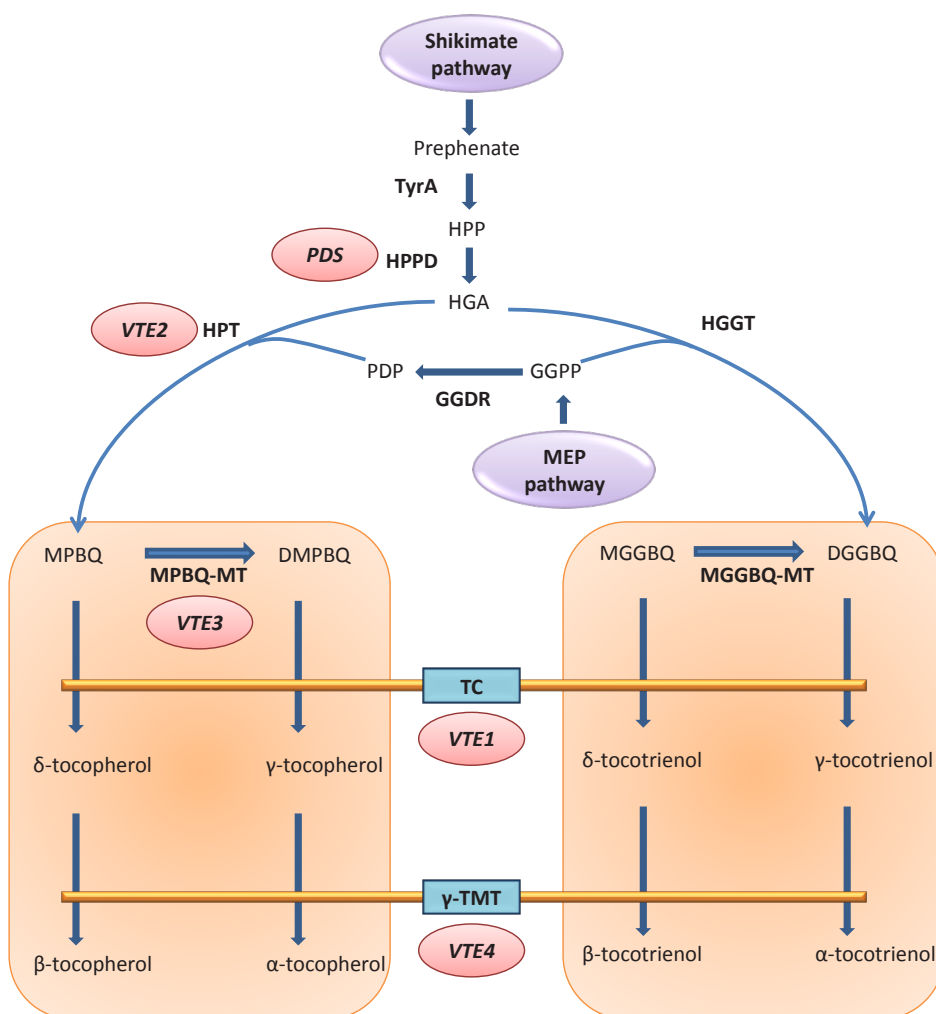 Shikimate
pathway
Prephenate
TyrA
HPP
PDS
HPPD
HGA
VTE2
HPT
HGGT
PDP
GGPP
GGDR
MEP
pathway
MPBQ
DMPBQ
MPBQ-MT
VTE3
MGGBQ
DGGBQ
MGGBQ-MT
TC
VTE1
δ-tocopherol
γ-tocopherol
δ-tocotrienol
γ-tocotrienol
γ-TMT
VTE4
β-tocopherol
α-tocopherol
β-tocotrienol
α-tocotrienol